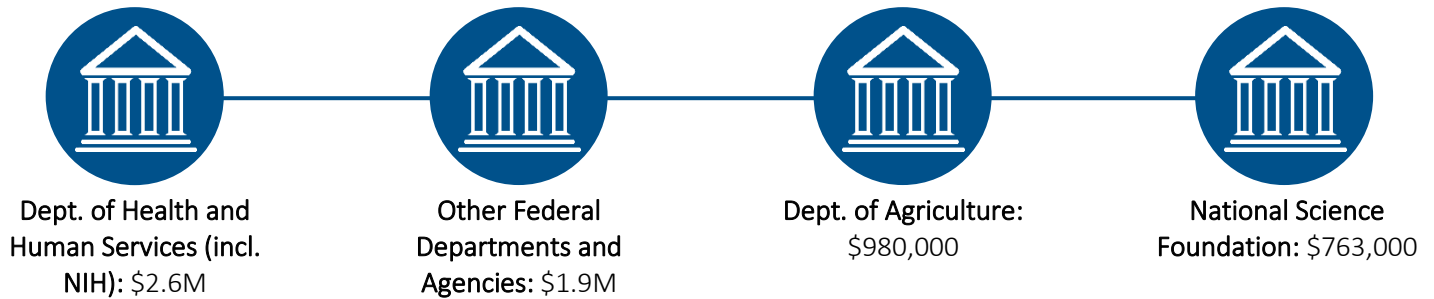 Dept. of Health and
Human Services (incl.
NIH): $2.6M
Other Federal
Departments and
Agencies: $1.9M
Dept. of Agriculture:
$980,000
National Science
Foundation: $763,000